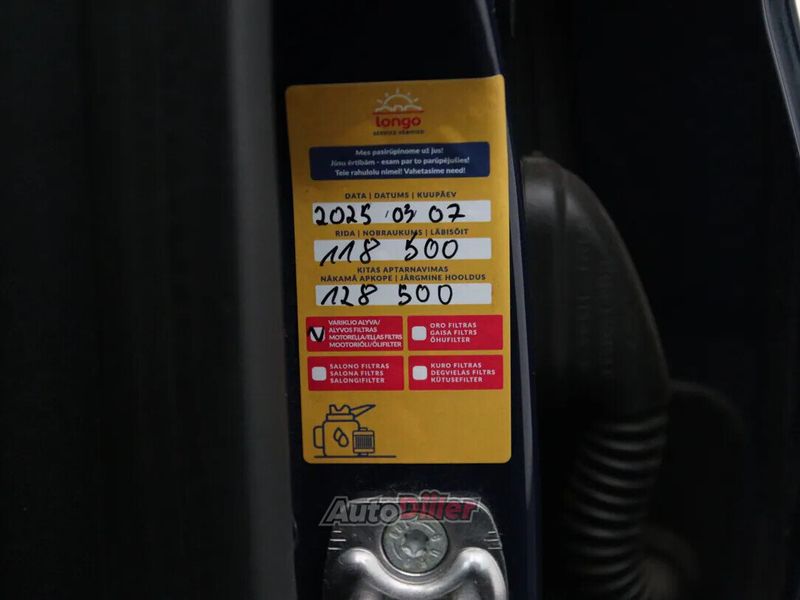 longo
SERVICE STAMPED
Mes pasirūpinome už jus!
Jūsu ērtībām - esam par to parūpējušies!
Teie rahulolu nimel! Vahetasime need!
DATA | DATUMS | KUUPÄEV
2025 03 07
RIDA | NOBRAUKUMS | LÄBISÕIT
118 500
KITAS APTARNAVIMAS
NĀKAMĀ APKOPE | JÄRGMINE HOOLDUS
128 500
VARIKLIO ALYVA/
ALYVOS FILTRAS
MOTOREĻĻA/EĻĻAS FILTRS
MOOTORIÕLI/ÕLIFILTER
ORO FILTRAS
GAISA FILTRS
ÕHUFILTER
SALONO FILTRAS
SALONA FILTRS
SALONGIFILTER
KURO FILTRAS
DEGVIELAS FILTRS
KÜTUSEFILTER
AutoDiiler